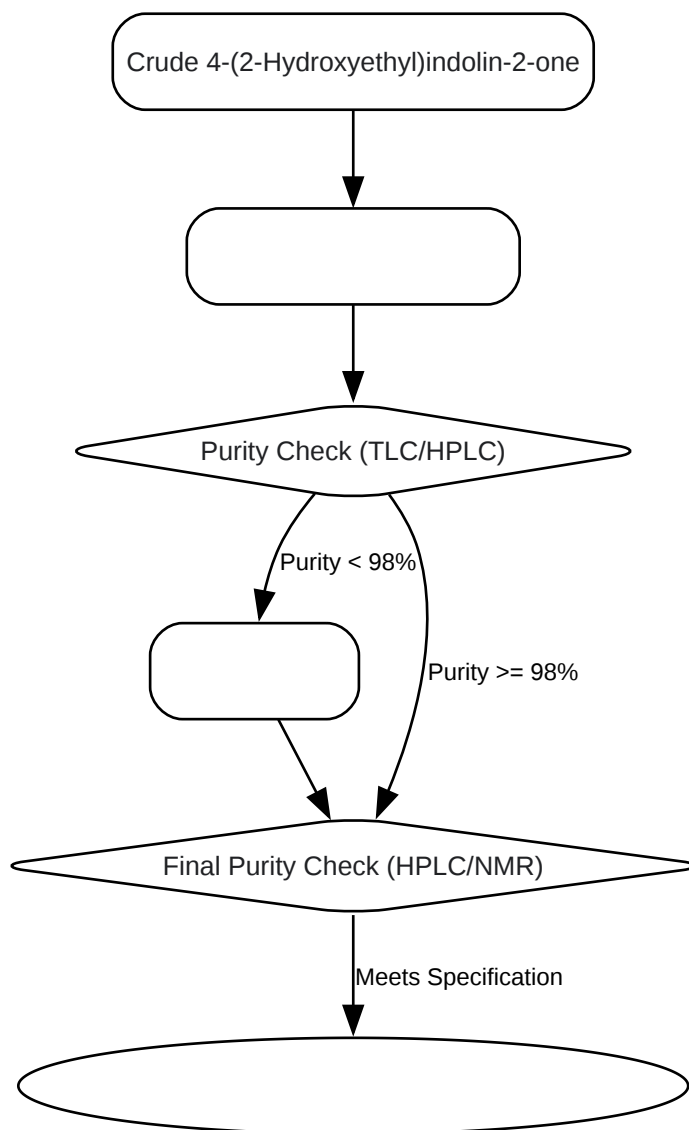 Crude 4-(2-Hydroxyethyl)indolin-2-one
Purity Check (TLC/HPLC)
Purity < 98%
Purity >= 98%
Final Purity Check (HPLC/NMR)
Meets Specification